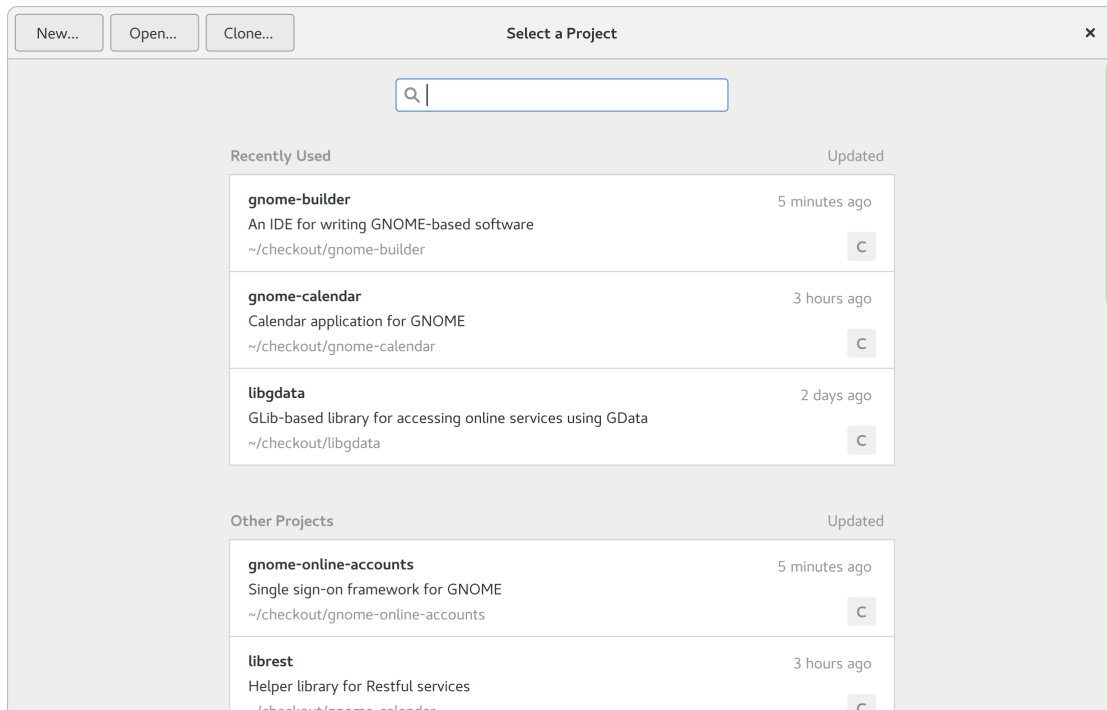 New... Open... Clone... Select a Project
Recently Used Updated
gnome-builder 5 minutes ago
An IDE for writing GNOME-based software
~/checkout/gnome-builder C
gnome-calendar 3 hours ago
Calendar application for GNOME
~/checkout/gnome-calendar C
libgdata 2 days ago
GLib-based library for accessing online services using GData
~/checkout/libgdata C
Other Projects Updated
gnome-online-accounts 5 minutes ago
Single sign-on framework for GNOME
~/checkout/gnome-online-accounts C
librest 3 hours ago
Helper library for Restful services
~/checkout/gnome-calendar C